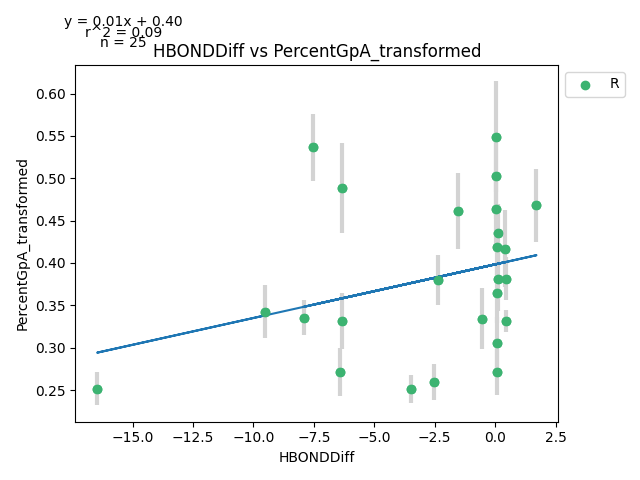 y = 0.01x + 0.40
r^2 = 0.09
n = 25
HBONDDiff vs PercentGpA_transformed
R
0.60
0.55
0.50
0.45
0.40
0.35
0.30
0.25
PercentGpA_transformed
−15.0 −12.5 −10.0 −7.5 −5.0 −2.5 0.0 2.5
HBONDDiff